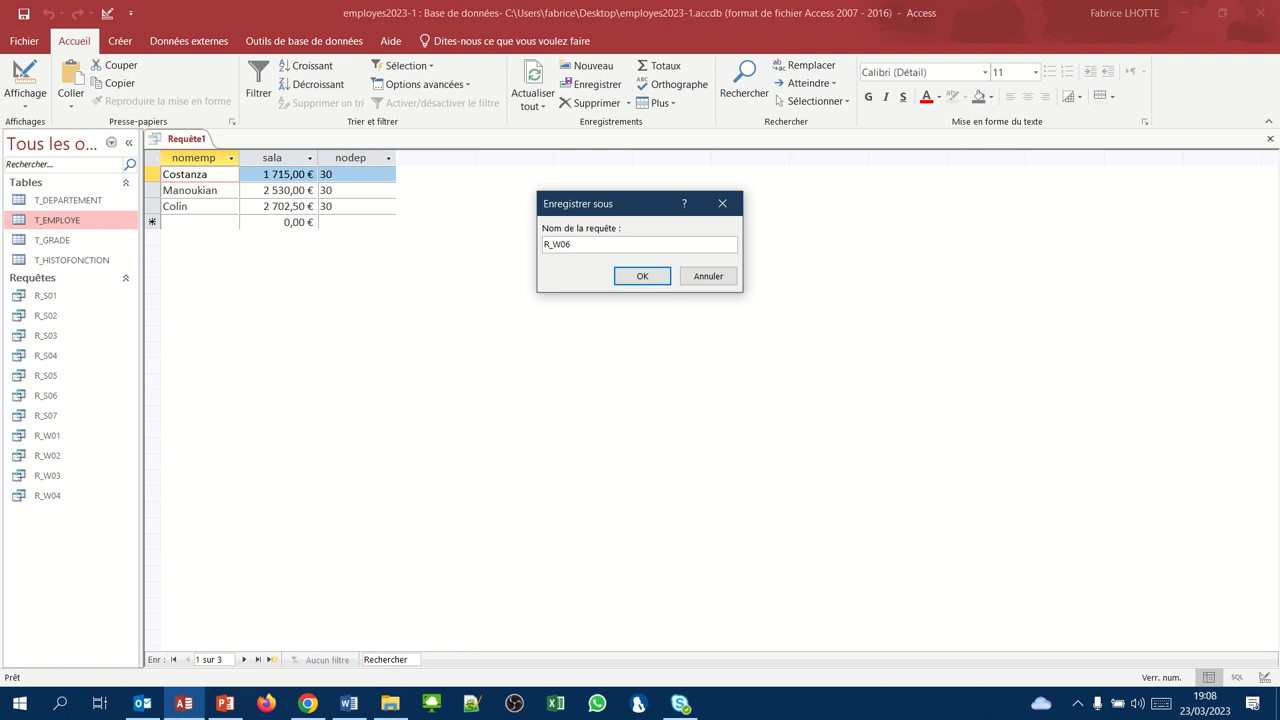 employes2023-1 : Base de données- C:\Users\fabrice\Desktop\employes2023-1.accdb (format de fichier Access 2007 - 2016) - Access
Fabrice LHOTTE
Fichier Accueil Créer Données externes Outils de base de données Aide Dites-nous ce que vous voulez faire
Affichage
Coller
Couper
Copier
Reproduire la mise en forme
Filtrer
Croissant
Décroissant
Supprimer un tri
Sélection
Options avancées
Activer/désactiver le filtre
Actualiser
tout
Nouveau
Enregistrer
Supprimer
Totaux
Orthographe
Plus
Rechercher
Remplacer
Atteindre
Sélectionner
Calibri (Détail) 11
G I S A
Affichages Presse-papiers Trier et filtrer Enregistrements Rechercher Mise en forme du texte
Tous les o...
Rechercher...
Tables
T_DEPARTEMENT
T_EMPLOYE
T_GRADE
T_HISTOFONCTION
Requêtes
R_S01
R_S02
R_S03
R_S04
R_S05
R_S06
R_S07
R_W01
R_W02
R_W03
R_W04
Requête1
nomemp sala nodep
Costanza 1 715,00 € 30
Manoukian 2 530,00 € 30
Colin 2 702,50 € 30
0,00 €
Enregistrer sous ?
Nom de la requête :
R_W06
OK Annuler
Enr : 1 sur 3 Aucun filtre Rechercher
Prêt
Verr. num. SQL
19:08
23/03/2023